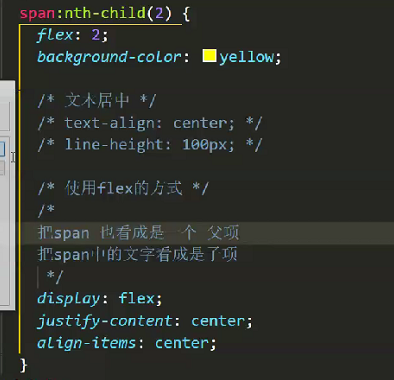 span:nth-child(2) {
flex: 2;
background-color: yellow;
/* 文本居中 */
/* text-align: center; */
/* line-height: 100px; */
/* 使用flex的方式 */
/*
把span 也看成是一个 父项
把span中的文字看成是子项
*/
display: flex;
justify-content: center;
align-items: center;
}